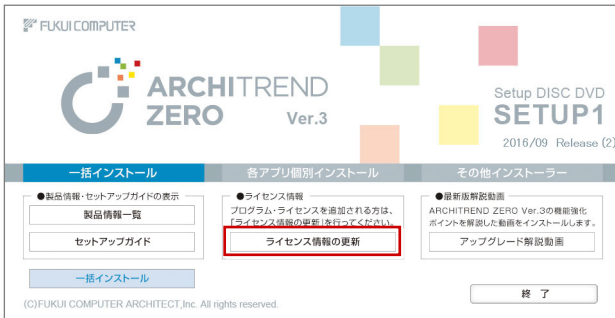 FUKUI COMPUTER
ARCHITREND
ZERO Ver.3
Setup DISC DVD
SETUP1
2016/09 Release (2)
一括インストール
各アプリ個別インストール
その他インストーラー
●製品情報・セットアップガイドの表示
製品情報一覧
セットアップガイド
●ライセンス情報
プログラム・ライセンスを追加される方は、
「ライセンス情報の更新」を行ってください。
ライセンス情報の更新
●最新版解説動画
ARCHITREND ZERO Ver.3の機能強化
ポイントを解説した動画をインストールします。
アップグレード解説動画
一括インストール
終 了
(C)FUKUI COMPUTER ARCHITECT,Inc. All rights reserved.